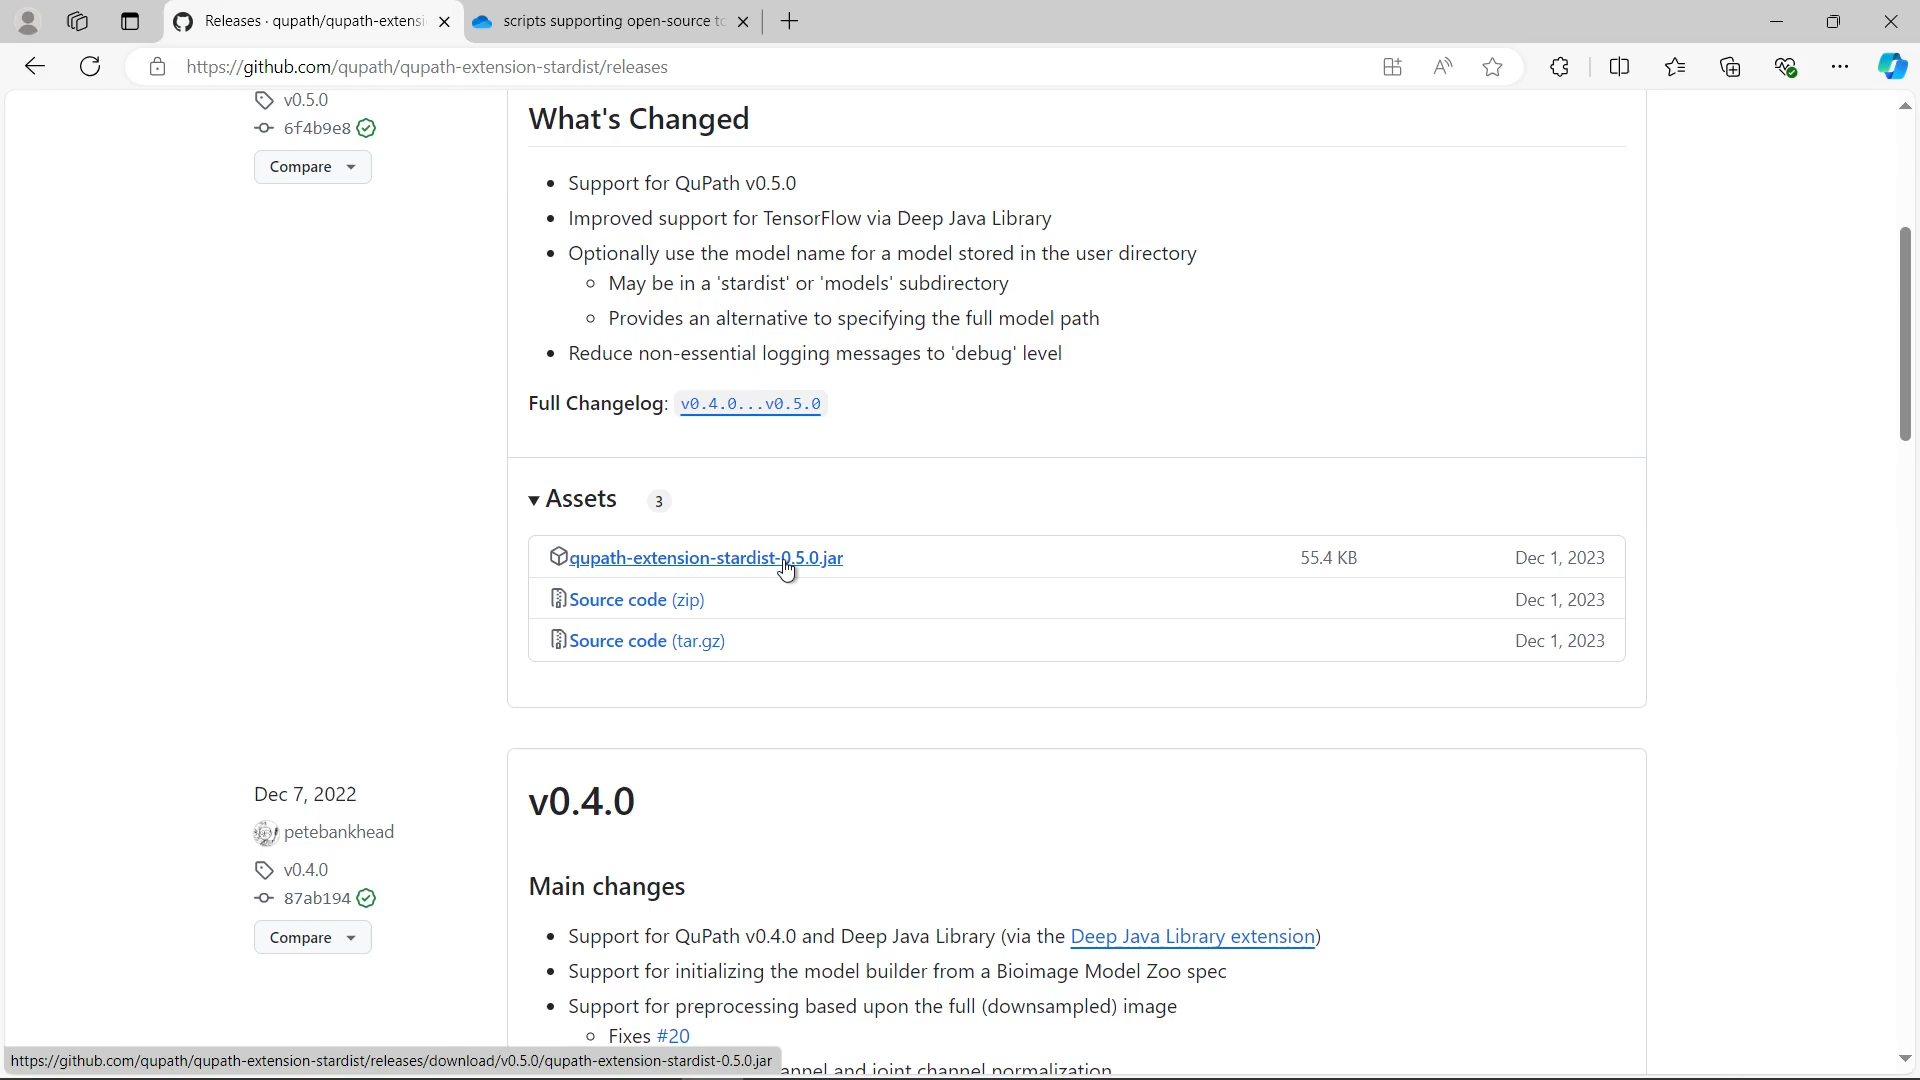 Releases · qupath/qupath-extensi
scripts supporting open-source to
https://github.com/qupath/qupath-extension-stardist/releases
v0.5.0
6f4b9e8
Compare
What's Changed
• Support for QuPath v0.5.0
• Improved support for TensorFlow via Deep Java Library
• Optionally use the model name for a model stored in the user directory
○ May be in a 'stardist' or 'models' subdirectory
○ Provides an alternative to specifying the full model path
• Reduce non-essential logging messages to 'debug' level
Full Changelog: v0.4.0...v0.5.0
Assets 3
qupath-extension-stardist-0.5.0.jar 55.4 KB Dec 1, 2023
Source code (zip) Dec 1, 2023
Source code (tar.gz) Dec 1, 2023
Dec 7, 2022
petebankhead
v0.4.0
87ab194
Compare
v0.4.0
Main changes
• Support for QuPath v0.4.0 and Deep Java Library (via the Deep Java Library extension)
• Support for initializing the model builder from a Bioimage Model Zoo spec
• Support for preprocessing based upon the full (downsampled) image
○ Fixes #20
annel and joint channel normalization
https://github.com/qupath/qupath-extension-stardist/releases/download/v0.5.0/qupath-extension-stardist-0.5.0.jar